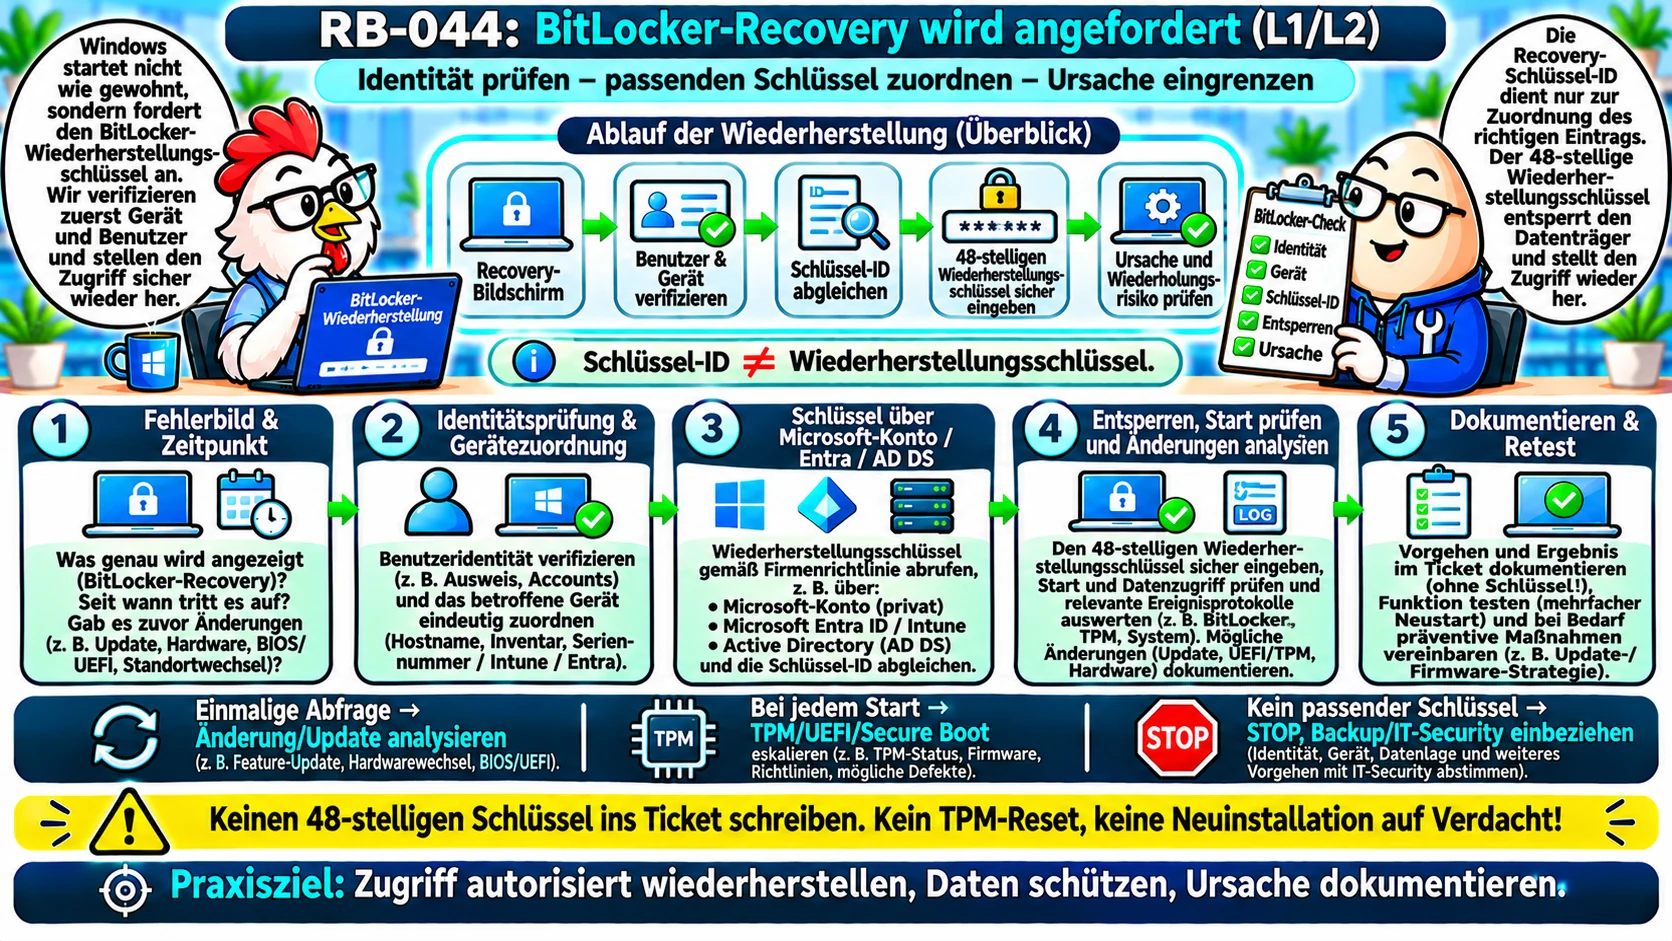 RB-044: BitLocker-Recovery wird angefordert (L1/L2)
Identität prüfen – passenden Schlüssel zuordnen – Ursache eingrenzen
Windows
startet nicht
wie gewohnt,
sondern fordert
den BitLocker-
Wiederherstellungs-
schlüssel an.
Wir verifizieren
zuerst Gerät
und Benutzer
und stellen den
Zugriff sicher
wieder her.
BitLocker-
Wiederherstellung
Ablauf der Wiederherstellung (Überblick)
Recovery-
Bildschirm
Benutzer &
Gerät
verifizieren
ID
Schlüssel-ID
abgleichen
******
48-stelligen
Wiederherstellungs-
schlüssel sicher
eingeben
Ursache und
Wiederholungs-
risiko prüfen
i
Schlüssel-ID ≠ Wiederherstellungsschlüssel.
BitLocker-Check
Identität
Gerät
Schlüssel-ID
Entsperren
Ursache
Die
Recovery-
Schlüssel-ID
dient nur zur
Zuordnung des
richtigen Eintrags.
Der 48-stellige
Wiederher-
stellungsschlüssel
entsperrt den
Datenträger
und stellt den
Zugriff wieder
her.
1
Fehlerbild &
Zeitpunkt
Was genau wird angezeigt
(BitLocker-Recovery)?
Seit wann tritt es auf?
Gab es zuvor Änderungen
(z. B. Update, Hardware, BIOS/
UEFI, Standortwechsel)?
2
Identitätsprüfung &
Gerätezuordnung
Benutzeridentität verifizieren
(z. B. Ausweis, Accounts)
und das betroffene Gerät
eindeutig zuordnen
(Hostname, Inventar, Serien-
nummer / Intune / Entra).
3
Schlüssel über
Microsoft-Konto /
Entra / AD DS
Wiederherstellungsschlüssel
gemäß Firmenrichtlinie abrufen,
z. B. über:
• Microsoft-Konto (privat)
• Microsoft Entra ID / Intune
• Active Directory (AD DS)
und die Schlüssel-ID abgleichen.
4
Entsperren, Start prüfen
und Änderungen analysíen
LOG
Den 48-stelligen Wiederher-
stellungsschlüssel sicher eingeben,
Start und Datenzugriff prüfen und
relevante Ereignisprotokolle
auswerten (z. B. BitLocker.,
TPM, System). Mögliche
Änderungen (Update, UEFI/TPM,
Hardware) dokumentieren.
5
Dokumentieren &
Retest
Vorgehen und Ergebnis
im Ticket dokumentieren
(ohne Schlüssel!),
Funktion testen (mehrfacher
Neustart) und bei Bedarf
präventive Maßnahmen
vereinbaren (z. B. Update-/
Firmware-Strategie).
Einmalige Abfrage →
Änderung/Update analysieren
(z. B. Feature-Update, Hardwarewechsel, BIOS/UEFI).
TPM
Bei jedem Start →
TPM/UEFI/Secure Boot
eskalieren (z. B. TPM-Status, Firmware,
Richtlinien, mögliche Defekte).
STOP
Kein passender Schlüssel →
STOP, Backup/IT-Security einbeziehen
(Identität, Gerät, Datenlage und weiteres
Vorgehen mit IT-Security abstimmen).
Keinen 48-stelligen Schlüssel ins Ticket schreiben. Kein TPM-Reset, keine Neuinstallation auf Verdacht!
Praxisziel: Zugriff autorisiert wiederherstellen, Daten schützen, Ursache dokumentieren.